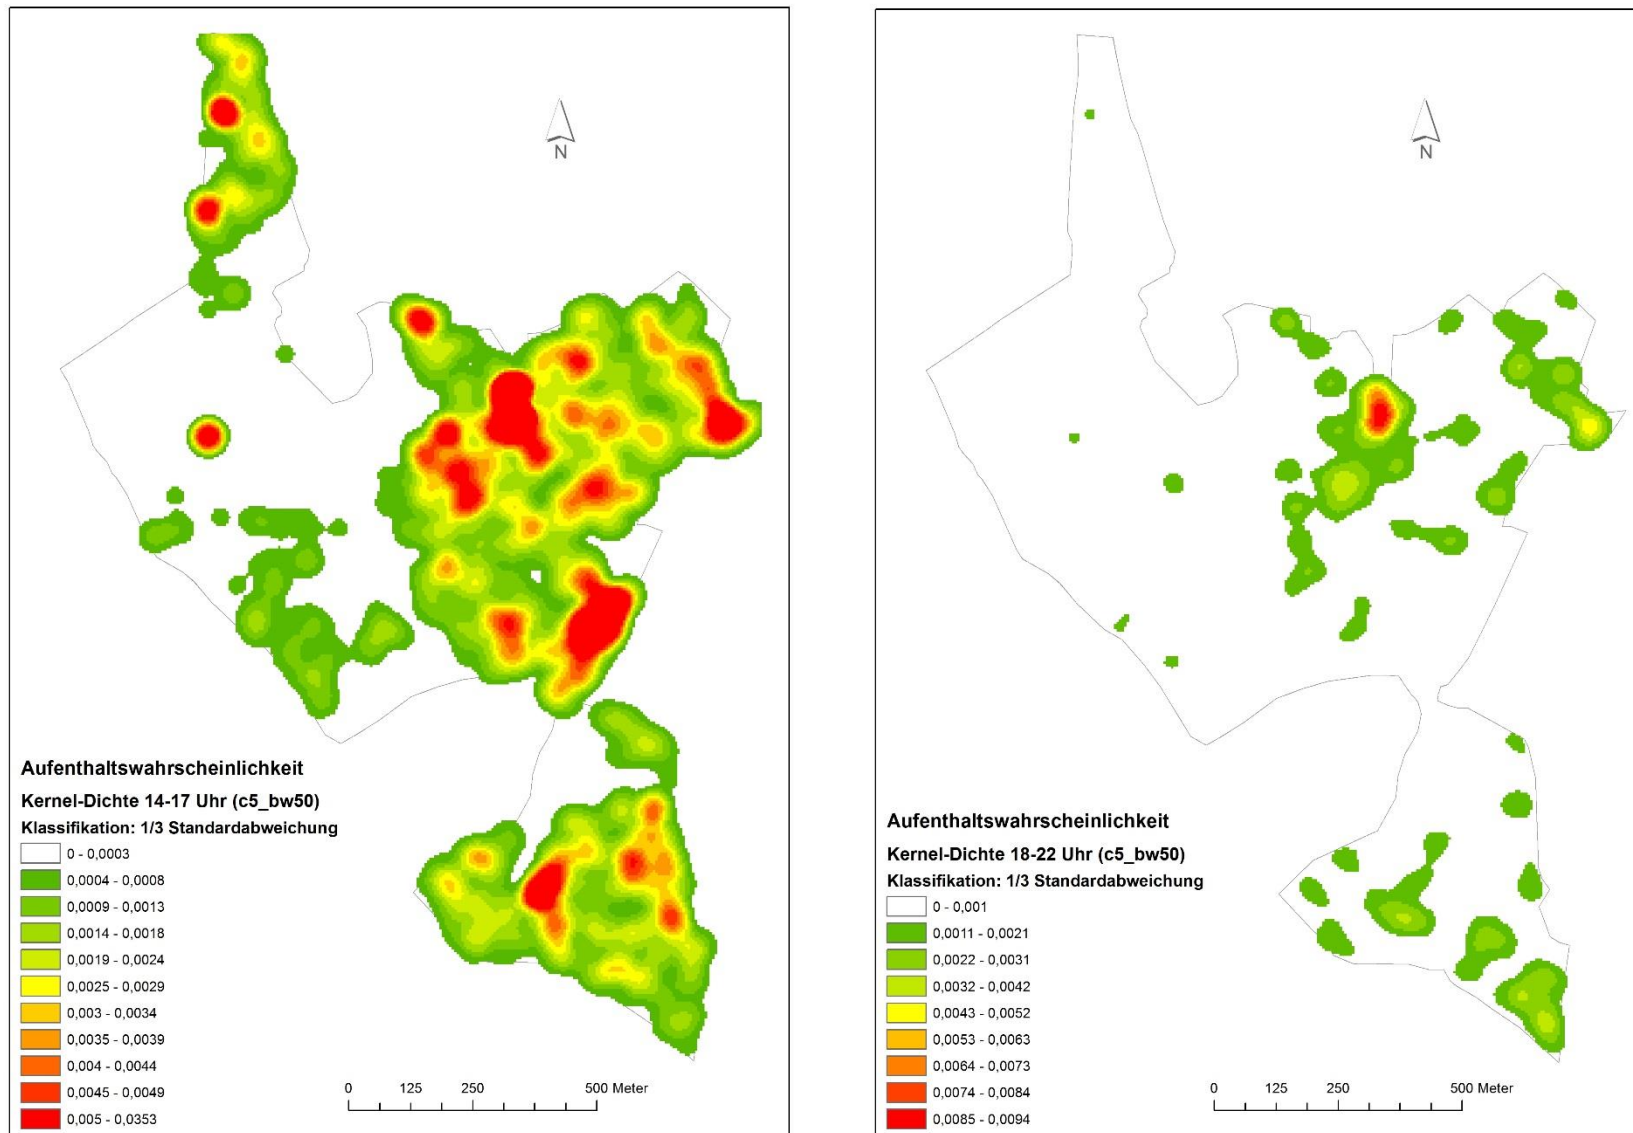 N
Aufenthaltswahrscheinlichkeit
Kernel-Dichte 14-17 Uhr (c5_bw50)
Klassifikation: 1/3 Standardabweichung
0 - 0,0003
0,0004 - 0,0008
0,0009 - 0,0013
0,0014 - 0,0018
0,0019 - 0,0024
0,0025 - 0,0029
0,003 - 0,0034
0,0035 - 0,0039
0,004 - 0,0044
0,0045 - 0,0049
0,005 - 0,0353
0 125 250 500 Meter
N
Aufenthaltswahrscheinlichkeit
Kernel-Dichte 18-22 Uhr (c5_bw50)
Klassifikation: 1/3 Standardabweichung
0 - 0,001
0,0011 - 0,0021
0,0022 - 0,0031
0,0032 - 0,0042
0,0043 - 0,0052
0,0053 - 0,0063
0,0064 - 0,0073
0,0074 - 0,0084
0,0085 - 0,0094
0 125 250 500 Meter